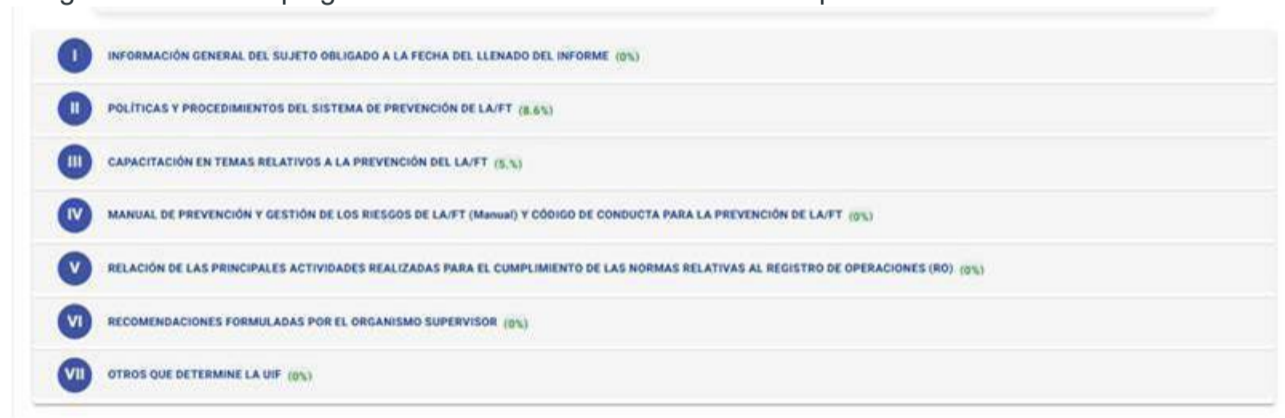 I INFORMACIÓN GENERAL DEL SUJETO OBLIGADO A LA FECHA DEL LLENADO DEL INFORME (0%)
II POLÍTICAS Y PROCEDIMIENTOS DEL SISTEMA DE PREVENCIÓN DE LA/FT (8.6%)
III CAPACITACIÓN EN TEMAS RELATIVOS A LA PREVENCIÓN DEL LA/FT (5.%)
IV MANUAL DE PREVENCIÓN Y GESTIÓN DE LOS RIESGOS DE LA/FT (Manual) Y CÓDIGO DE CONDUCTA PARA LA PREVENCIÓN DE LA/FT (0%)
V RELACIÓN DE LAS PRINCIPALES ACTIVIDADES REALIZADAS PARA EL CUMPLIMIENTO DE LAS NORMAS RELATIVAS AL REGISTRO DE OPERACIONES (RO) (0%)
VI RECOMENDACIONES FORMULADAS POR EL ORGANISMO SUPERVISOR (0%)
VII OTROS QUE DETERMINE LA UIF (0%)